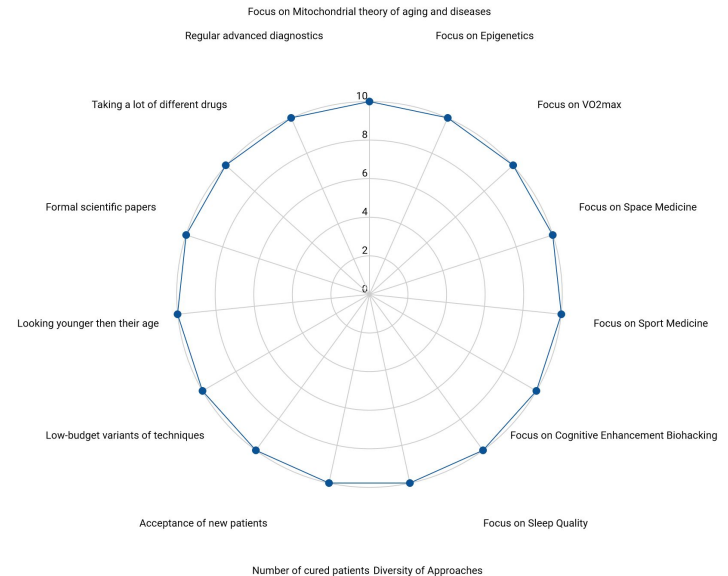 Focus on Mitochondrial theory of aging and diseases
Regular advanced diagnostics
Focus on Epigenetics
Taking a lot of different drugs
Focus on VO2max
Formal scientific papers
Focus on Space Medicine
Looking younger then their age
Focus on Sport Medicine
Low-budget variants of techniques
Focus on Cognitive Enhancement Biohacking
Acceptance of new patients
Focus on Sleep Quality
Number of cured patients
Diversity of Approaches
10
8
6
4
2
0